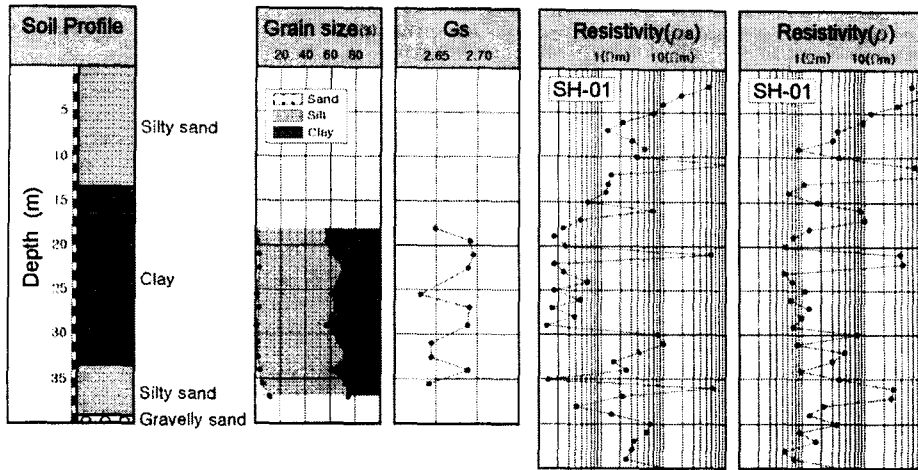 Soil Profile
Grain size(%)
20 40 60 80
Gs
2.65 2.70
Resistivity(ρa)
1(Ωm) 10(Ωm)
Resistivity(ρ)
1(Ωm) 10(Ωm)
Depth (m)
5
10
15
20
25
30
35
Silty sand
Clay
Silty sand
Gravelly sand
Sand
Silt
Clay
SH-01
SH-01